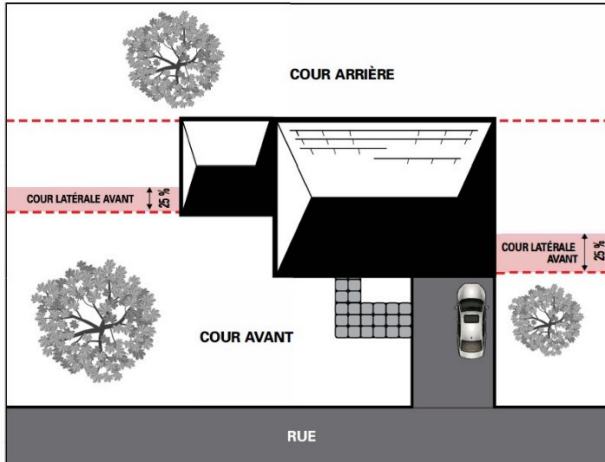 COUR ARRIÈRE
COUR LATÉRALE AVANT
25 %
COUR LATÉRALE
AVANT
25 %
COUR AVANT
RUE